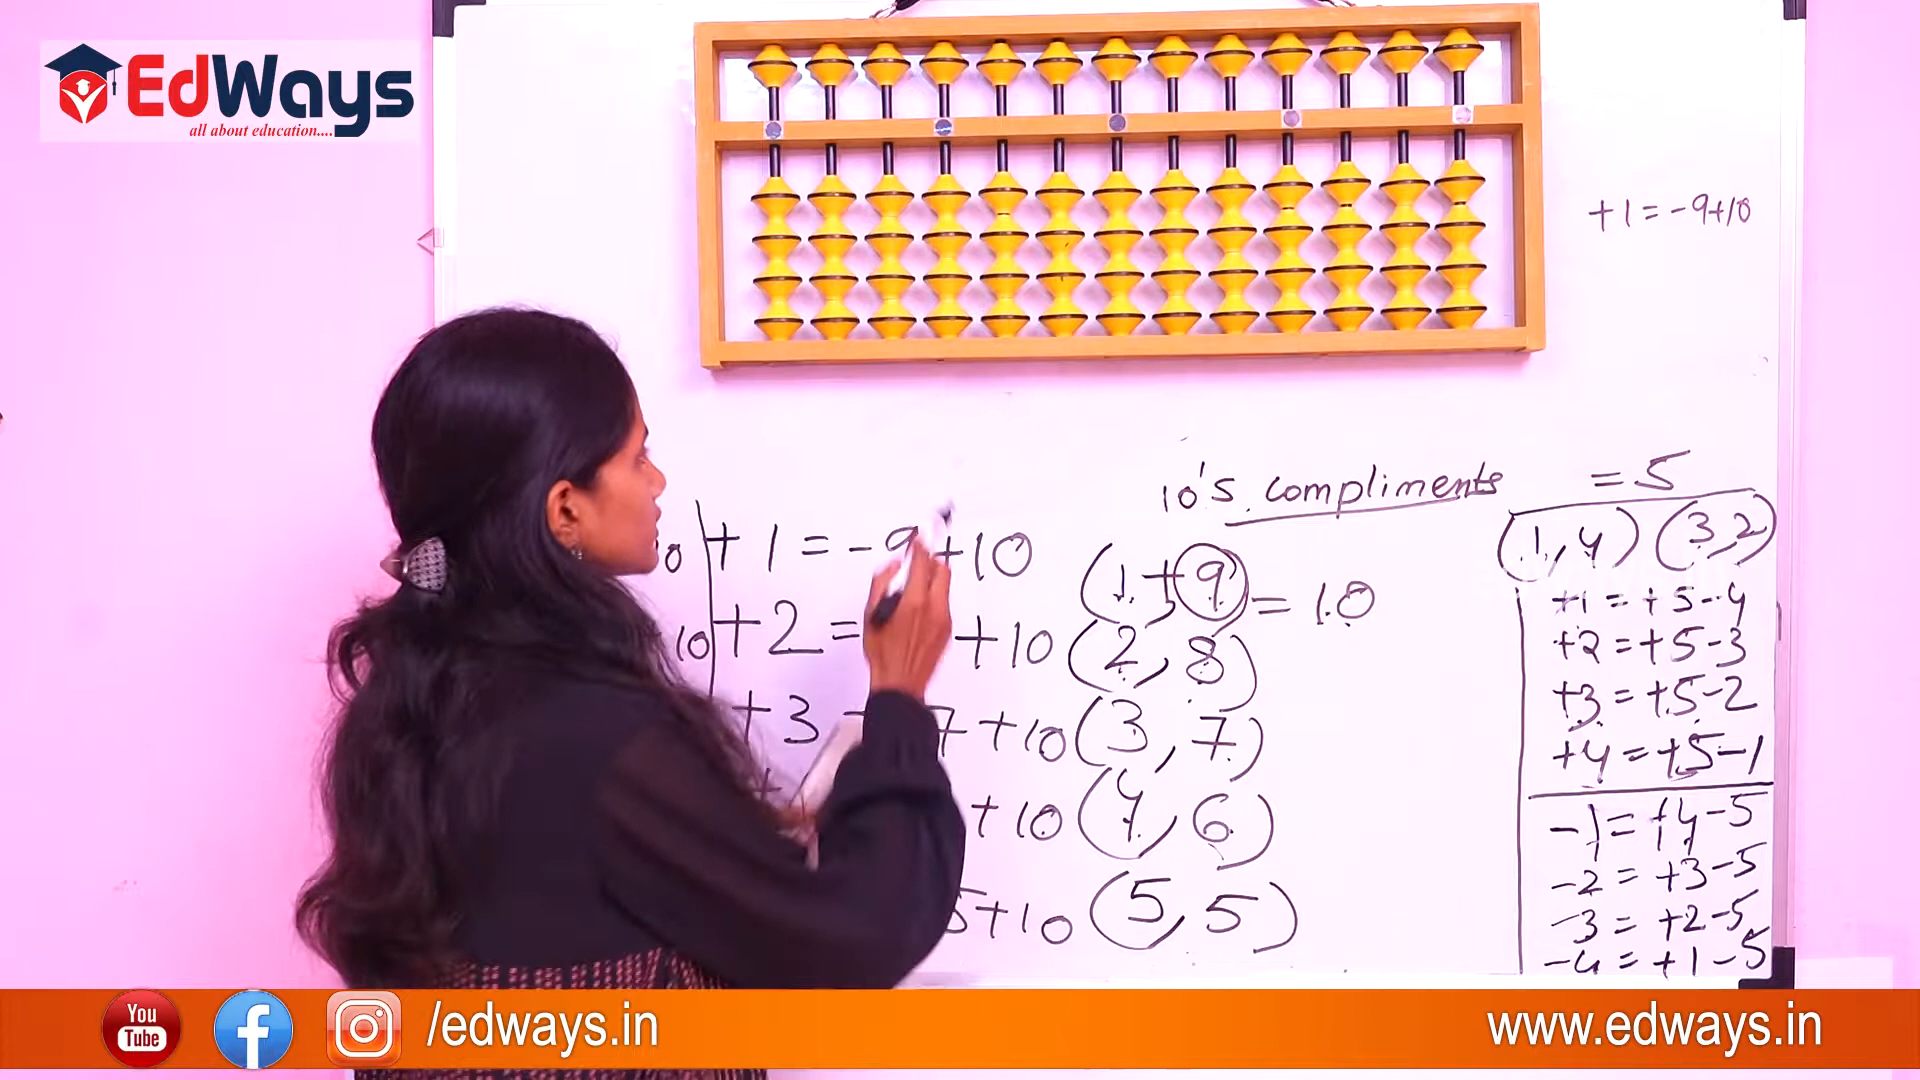 EdWays
all about education....
+1=-9+10
10's compliments
=5
(1,4) (3,2)
10 +1=-9+10 (1+9)=10
10 +2= +10 (2,8)
+3 7+10 (3,7)
+ +10 (4,6)
5+10 (5,5)
+1=+5-4
+2=+5-3
+3=+5-2
+4=+5-1
-1=+4-5
-2=+3-5
-3=+2-5
-4=+1-5
You
Tube
/edways.in
www.edways.in